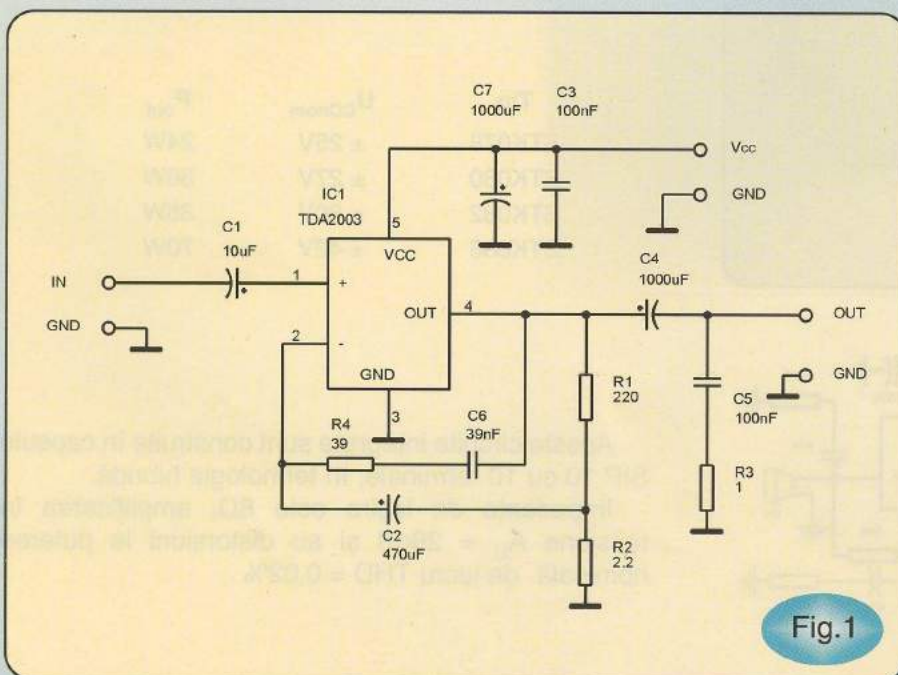 C7
1000uF
C3
100nF
Vcc
GND
IC1
TDA2003
5
C1
10uF
VCC
C4
1000uF
IN
1
+
OUT
4
OUT
GND
2
-
GND
R1
220
GND
C5
100nF
R4
39
3
C6
39nF
R3
1
C2
470uF
R2
2.2
Fig.1